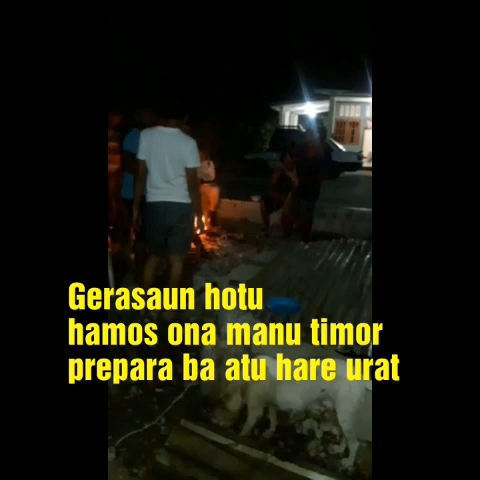 Gerasaun hotu
hamos ona manu timor
prepara ba atu hare urat